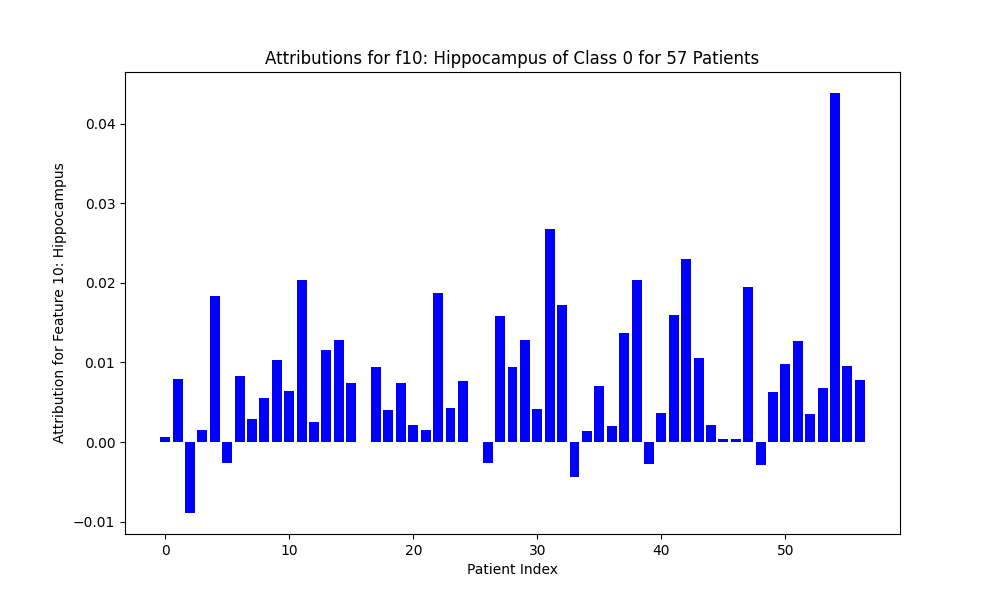 Attributions for f10: Hippocampus of Class 0 for 57 Patients
Attribution for Feature 10: Hippocampus
0.04
0.03
0.02
0.01
0.00
−0.01
0 10 20 30 40 50
Patient Index